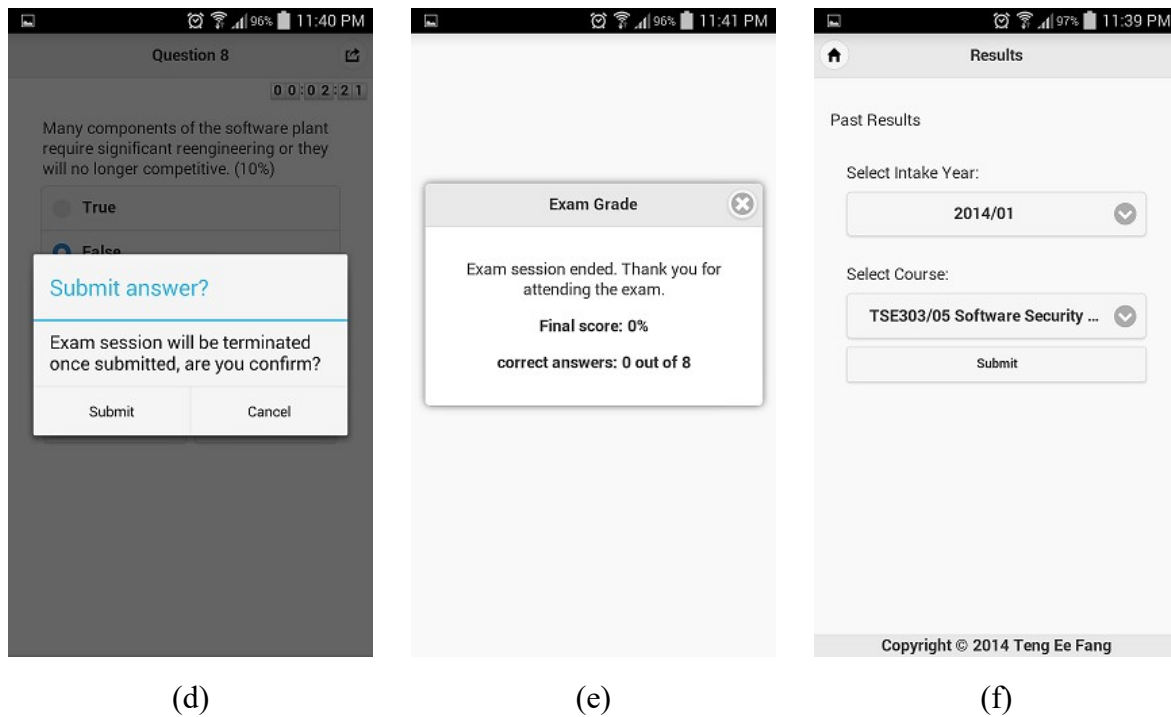 96% 11:40 PM
Question 8
00:02:21
Many components of the software plant
require significant reengineering or they
will no longer competitive. (10%)
True
False
Submit answer?
Exam session will be terminated
once submitted, are you confirm?
Submit Cancel
(d)
96% 11:41 PM
Exam Grade
Exam session ended. Thank you for
attending the exam.
Final score: 0%
correct answers: 0 out of 8
(e)
97% 11:39 PM
Results
Past Results
Select Intake Year:
2014/01
Select Course:
TSE303/05 Software Security ...
Submit
Copyright © 2014 Teng Ee Fang
(f)